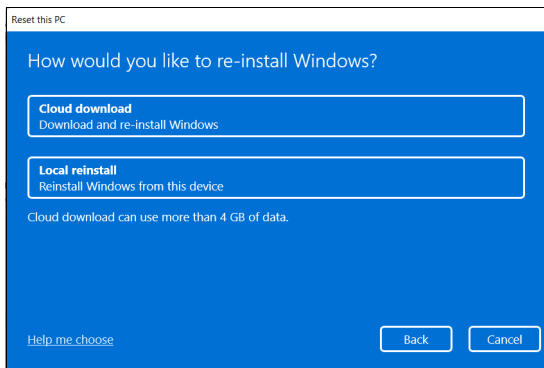 Reset this PC
How would you like to re-install Windows?
Cloud download
Download and re-install Windows
Local reinstall
Reinstall Windows from this device
Cloud download can use more than 4 GB of data.
Help me choose
Back
Cancel